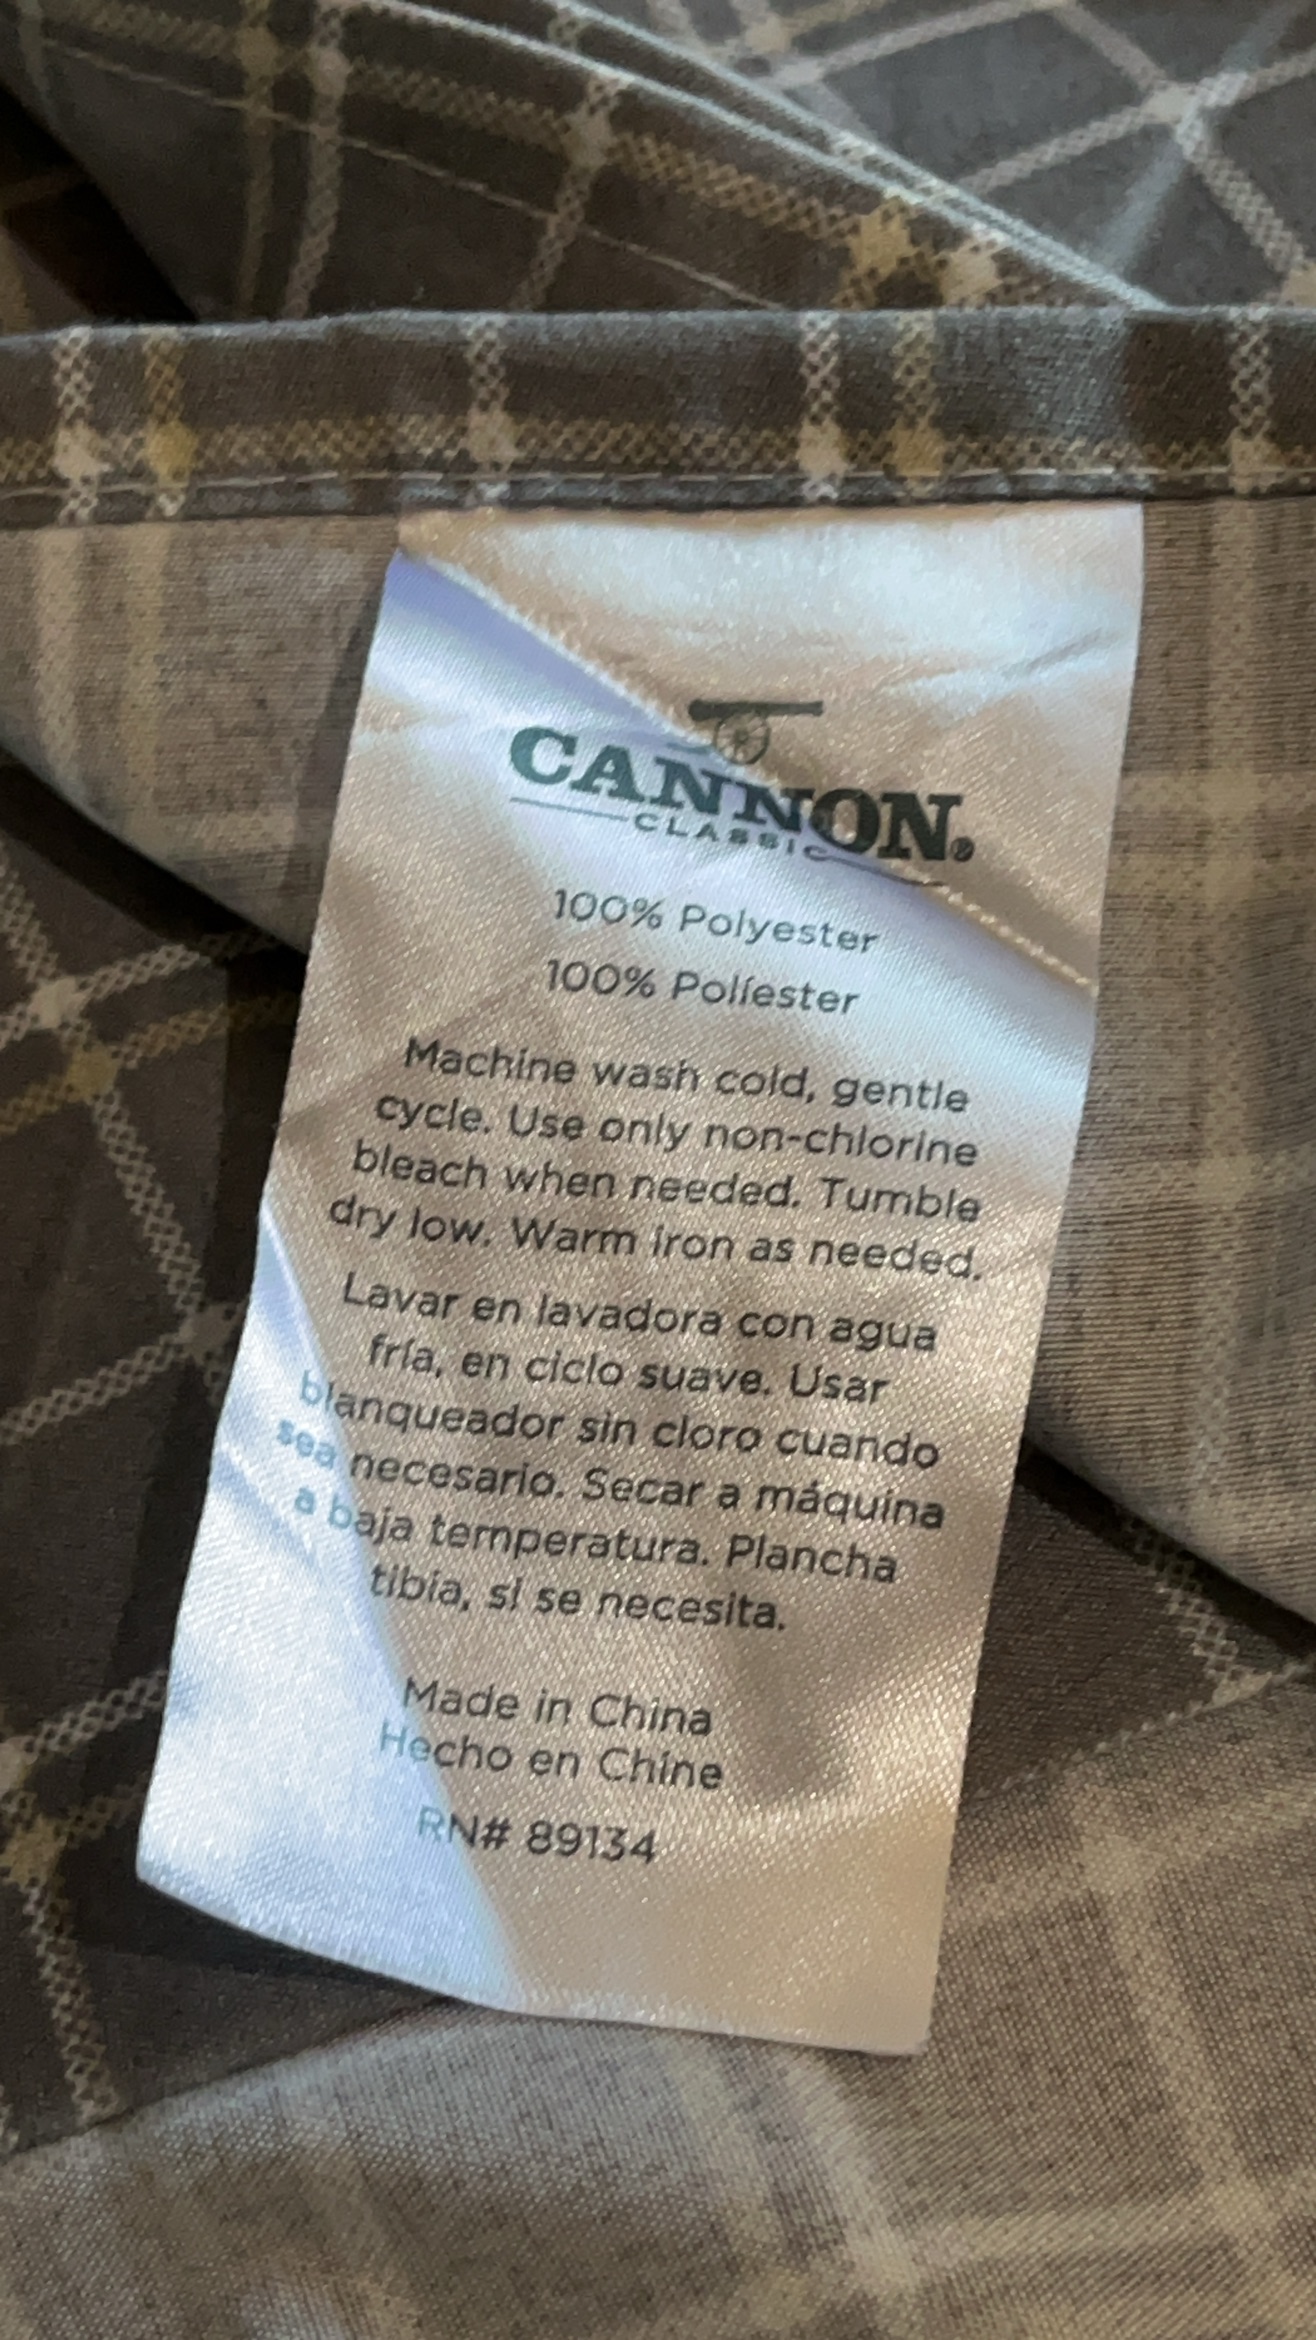 CANNON®
CLASSIC
100% Polyester
100% Políester
Machine wash cold, gentle
cycle. Use only non-chlorine
bleach when needed. Tumble
dry low. Warm iron as needed.
Lavar en lavadora con agua
fría, en ciclo suave. Usar
blanqueador sin cloro cuando
sea necesario. Secar a máquina
a baja temperatura. Plancha
tibia, si se necesita.
Made in China
Hecho en Chine
RN# 89134